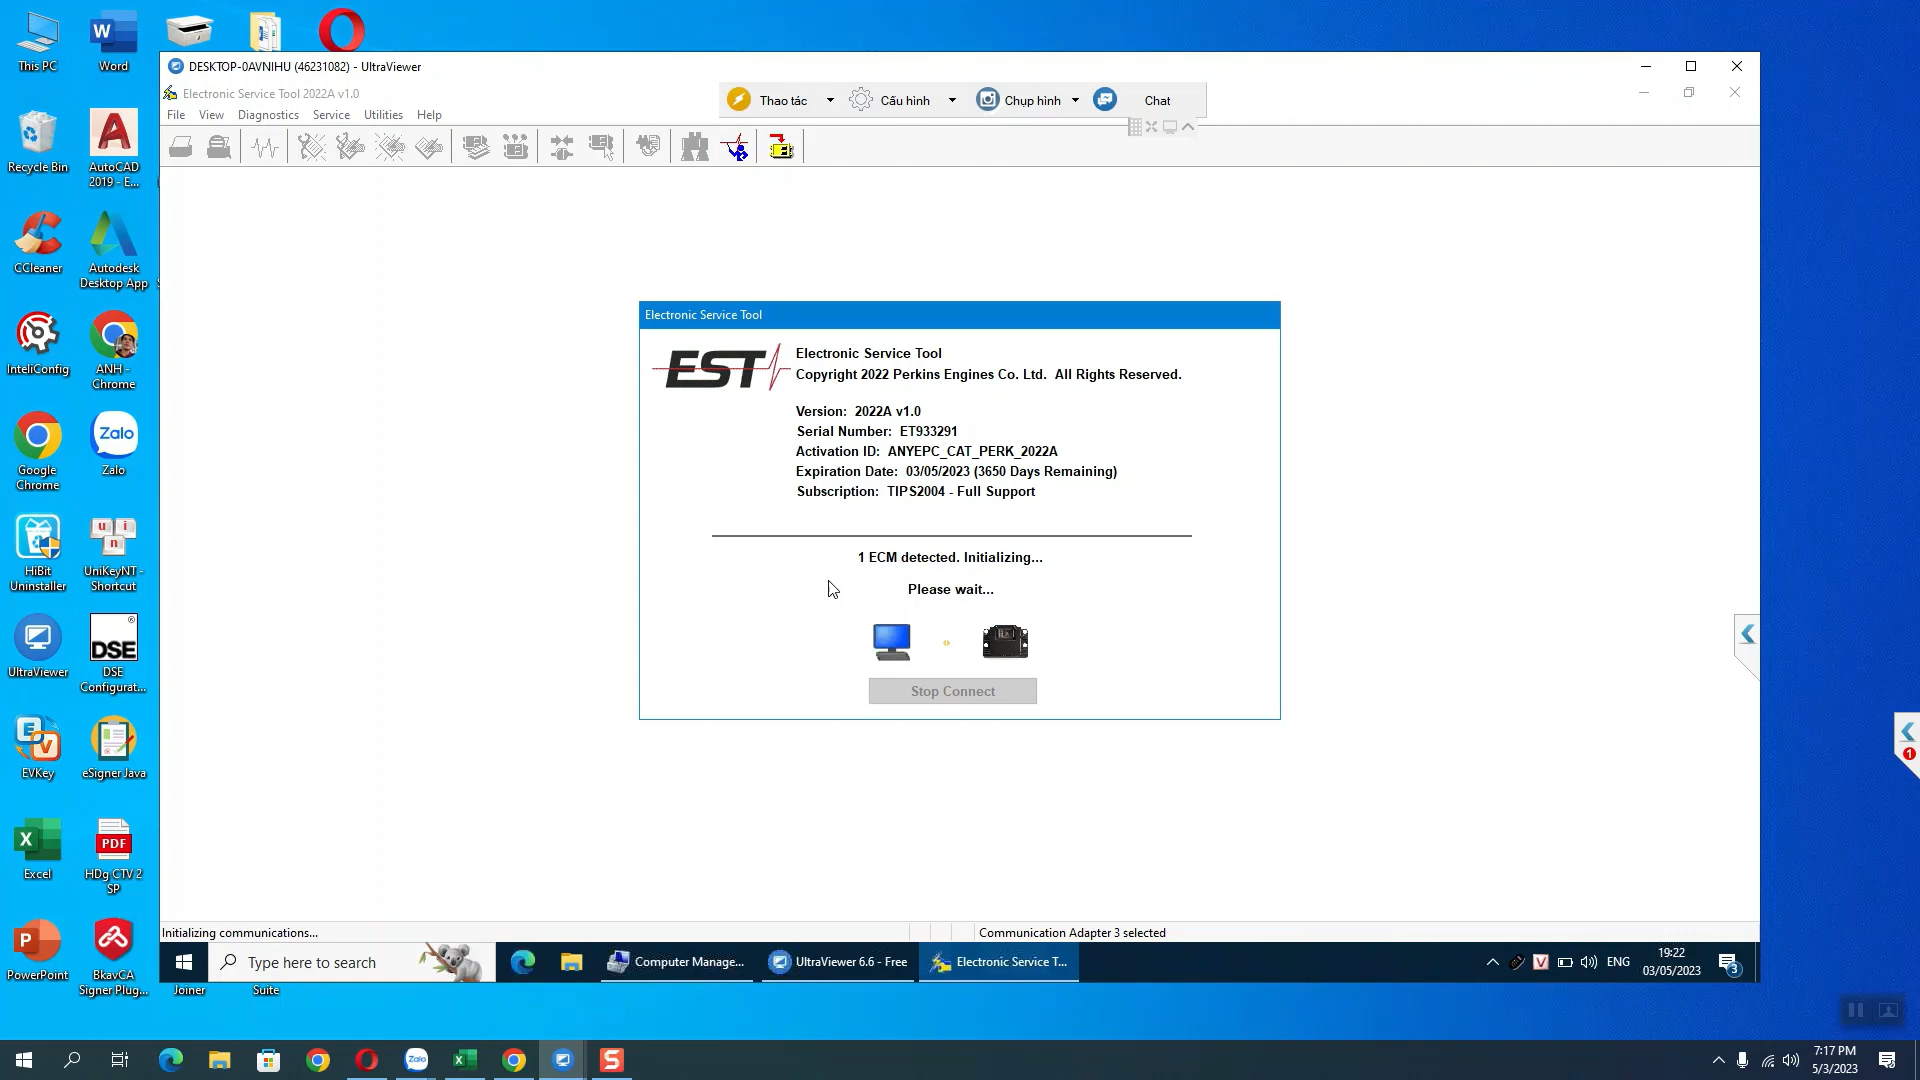 This PC
Word
DESKTOP-0AVNIHU (46231082) - UltraViewer
Electronic Service Tool 2022A v1.0
Thao tác
Cấu hình
Chụp hình
Chat
File View Diagnostics Service Utilities Help
Recycle Bin
AutoCAD
2019 - E...
CCleaner
Autodesk
Desktop App
InteliConfig
ANH -
Chrome
Google
Chrome
Zalo
Zalo
HiBit
Uninstaller
UniKeyNT -
Shortcut
UltraViewer
DSE
DSE
Configurat...
EVKey
eSigner Java
Excel
PDF
HDg CTV 2
SP
PowerPoint
BkavCA
Signer Plug...
Joiner
Suite
Electronic Service Tool
EST
Electronic Service Tool
Copyright 2022 Perkins Engines Co. Ltd. All Rights Reserved.
Version: 2022A v1.0
Serial Number: ET933291
Activation ID: ANYEPC_CAT_PERK_2022A
Expiration Date: 03/05/2023 (3650 Days Remaining)
Subscription: TIPS2004 - Full Support
1 ECM detected. Initializing...
Please wait...
Stop Connect
1
Initializing communications...
Communication Adapter 3 selected
Type here to search
Computer Manage...
UltraViewer 6.6 - Free
Electronic Service T...
ENG
19:22
03/05/2023
3
7:17 PM
5/3/2023